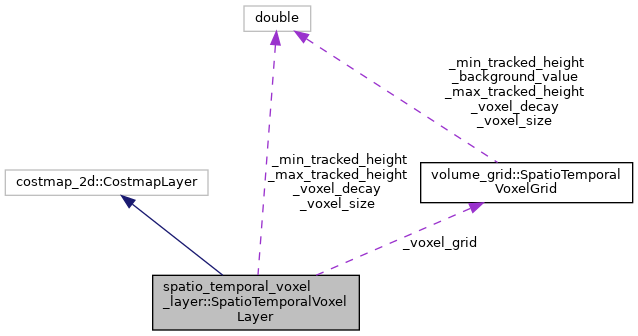 double
_min_tracked_height
_background_value
_max_tracked_height
_voxel_decay
_voxel_size
_min_tracked_height
_max_tracked_height
_voxel_decay
_voxel_size
costmap_2d::CostmapLayer
volume_grid::SpatioTemporal
VoxelGrid
_voxel_grid
spatio_temporal_voxel
_layer::SpatioTemporalVoxel
Layer